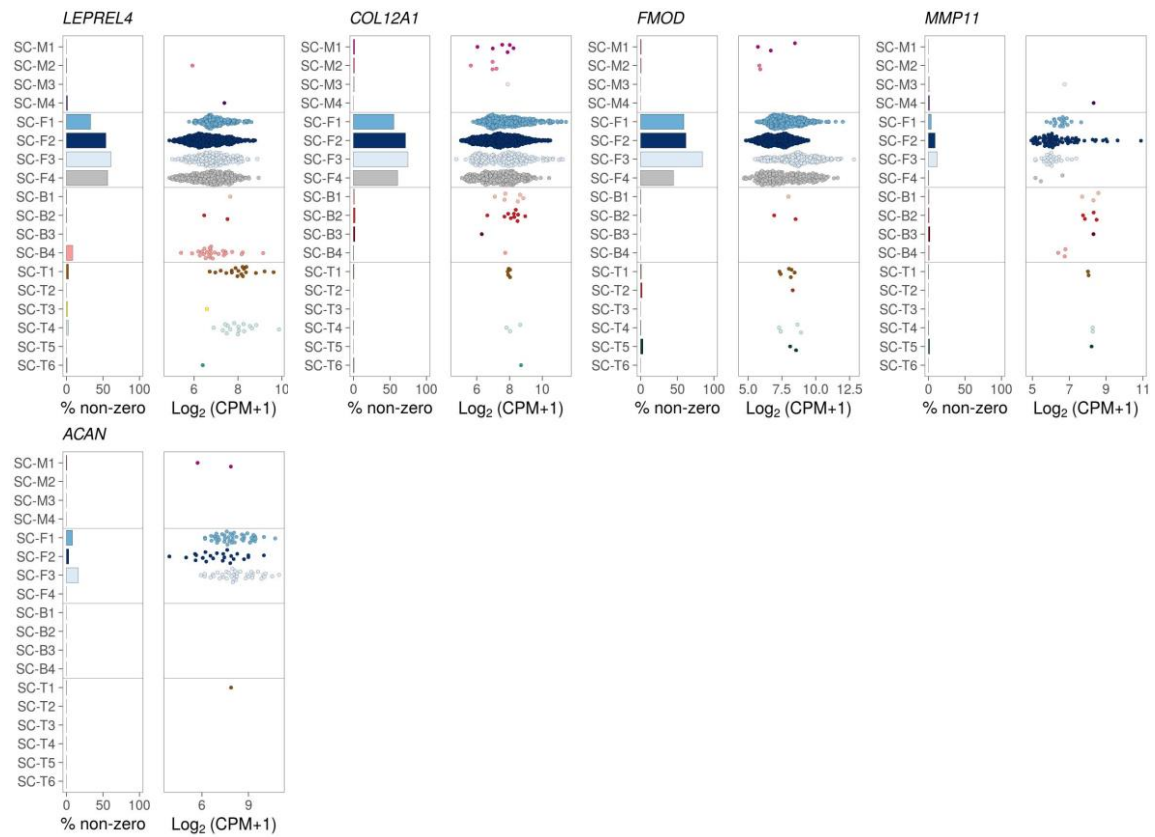 LEPREL4 COL12A1 FMOD MMP11
SC-M1 SC-M1 SC-M1 SC-M1
SC-M2 SC-M2 SC-M2 SC-M2
SC-M3 SC-M3 SC-M3 SC-M3
SC-M4 SC-M4 SC-M4 SC-M4
SC-F1 SC-F1 SC-F1 SC-F1
SC-F2 SC-F2 SC-F2 SC-F2
SC-F3 SC-F3 SC-F3 SC-F3
SC-F4 SC-F4 SC-F4 SC-F4
SC-B1 SC-B1 SC-B1 SC-B1
SC-B2 SC-B2 SC-B2 SC-B2
SC-B3 SC-B3 SC-B3 SC-B3
SC-B4 SC-B4 SC-B4 SC-B4
SC-T1 SC-T1 SC-T1 SC-T1
SC-T2 SC-T2 SC-T2 SC-T2
SC-T3 SC-T3 SC-T3 SC-T3
SC-T4 SC-T4 SC-T4 SC-T4
SC-T5 SC-T5 SC-T5 SC-T5
SC-T6 SC-T6 SC-T6 SC-T6
0 50 100 6 8 10 0 50 100 6 8 10 0 50 100 5.0 7.5 10.0 12.5 0 50 100 5 7 9 11
% non-zero Log₂ (CPM+1) % non-zero Log₂ (CPM+1) % non-zero Log₂ (CPM+1) % non-zero Log₂ (CPM+1)
ACAN
SC-M1
SC-M2
SC-M3
SC-M4
SC-F1
SC-F2
SC-F3
SC-F4
SC-B1
SC-B2
SC-B3
SC-B4
SC-T1
SC-T2
SC-T3
SC-T4
SC-T5
SC-T6
0 50 100 6 9
% non-zero Log₂ (CPM+1)